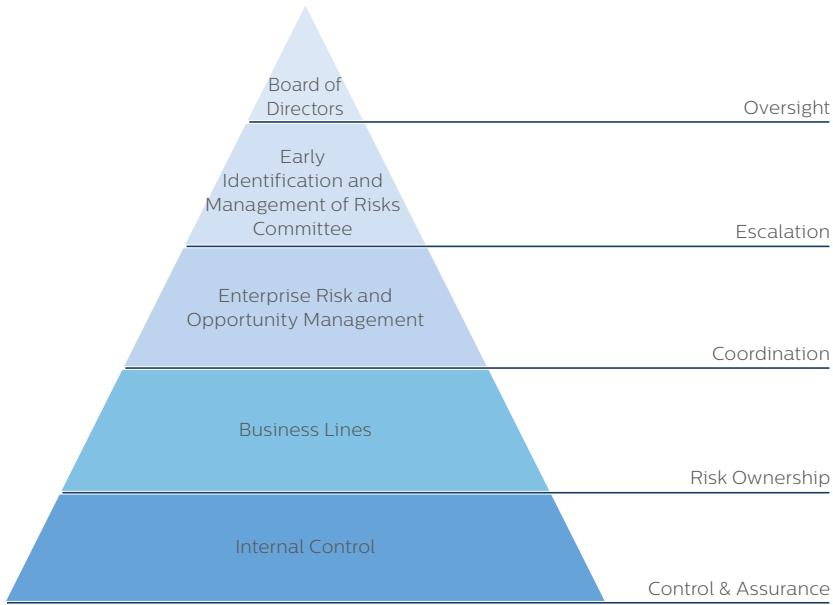 Board of
Directors
Oversight
Early
Identification and
Management of Risks
Committee
Escalation
Enterprise Risk and
Opportunity Management
Coordination
Business Lines
Risk Ownership
Internal Control
Control & Assurance